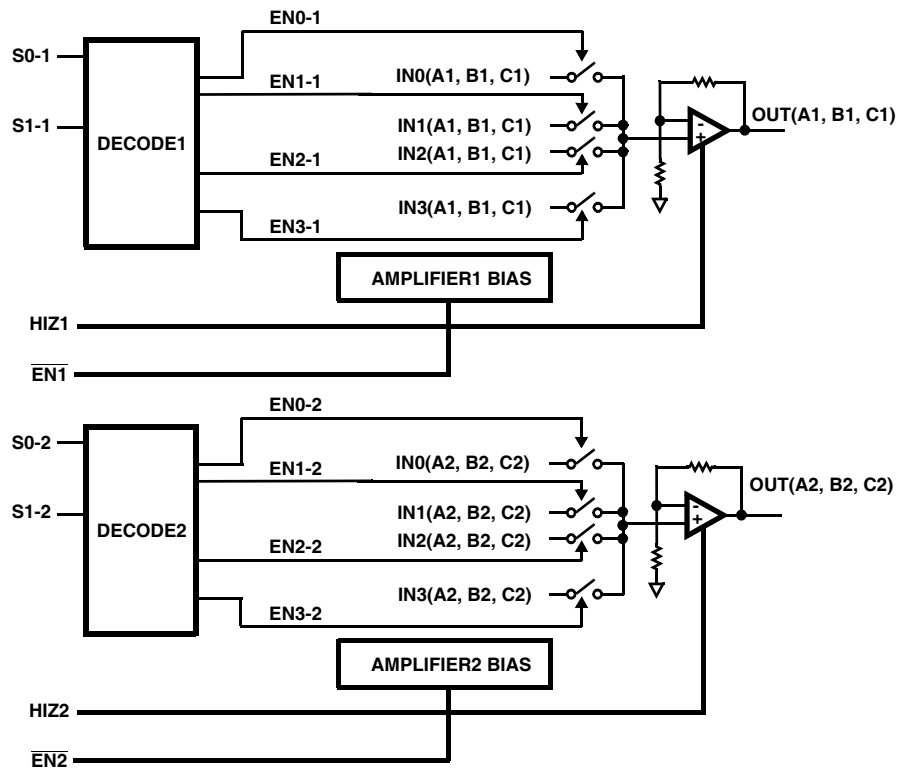 EN0-1
S0-1
IN0(A1, B1, C1)
EN1-1
OUT(A1, B1, C1)
S1-1
IN1(A1, B1, C1)
DECODE1
IN2(A1, B1, C1)
EN2-1
IN3(A1, B1, C1)
EN3-1
-
+
AMPLIFIER1 BIAS
HIZ1
EN1
EN0-2
S0-2
IN0(A2, B2, C2)
EN1-2
OUT(A2, B2, C2)
S1-2
IN1(A2, B2, C2)
DECODE2
IN2(A2, B2, C2)
EN2-2
IN3(A2, B2, C2)
EN3-2
-
+
AMPLIFIER2 BIAS
HIZ2
EN2